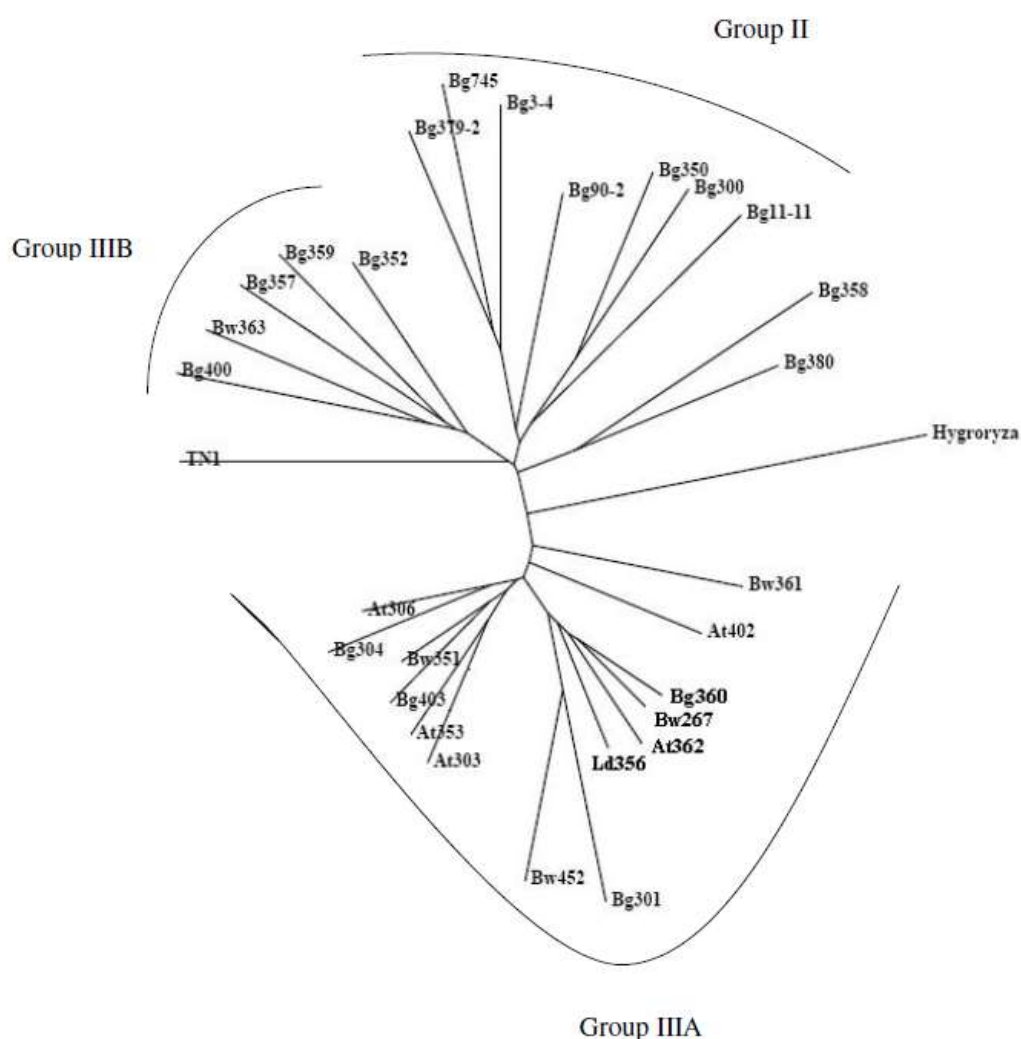 Group II
Bg745
Bg3-4
Bg379-2
Bg350
Bg300
Bg90-2
Bg11-11
Group IIIB
Bg359
Bg352
Bg357
Bg358
Bw363
Bg380
Bg400
Hygroryza
TN1
Bw361
At306
At402
Bg304
Bw351
Bg360
Bg403
Bw267
At353
At362
At303
Ld356
Bw452
Bg301
Group IIIA